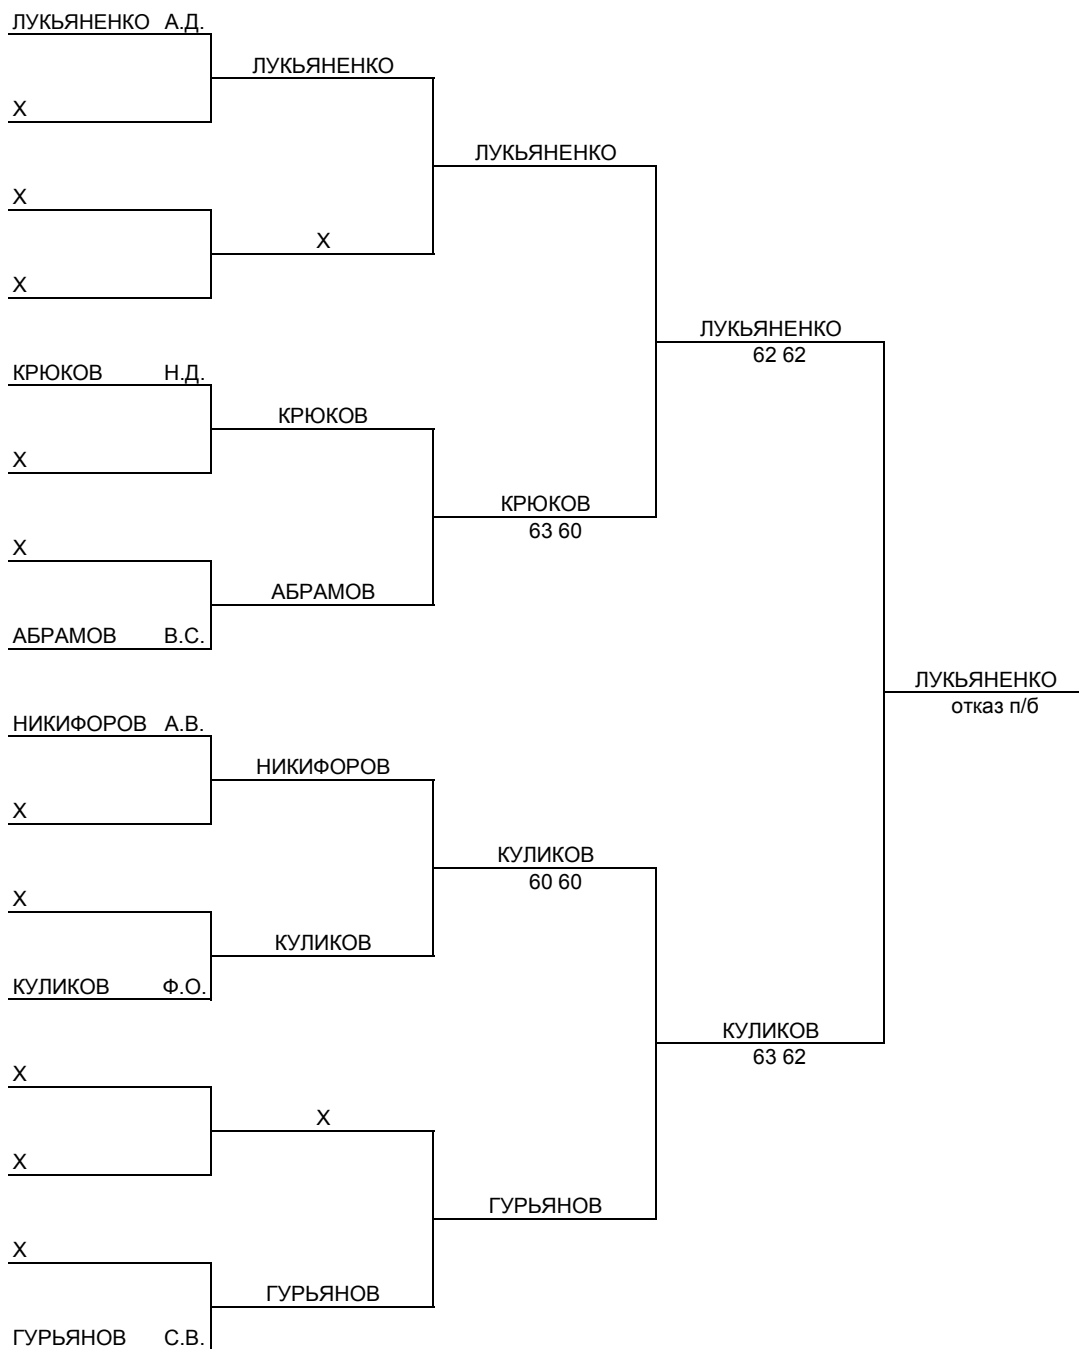 ЛУКЬЯНЕНКО А.Д.
ЛУКЬЯНЕНКО
Х
ЛУКЬЯНЕНКО
Х
Х
Х
ЛУКЬЯНЕНКО
62 62
КРЮКОВ Н.Д.
КРЮКОВ
Х
КРЮКОВ
63 60
Х
АБРАМОВ
АБРАМОВ В.С.
ЛУКЬЯНЕНКО
отказ п/б
НИКИФОРОВ А.В.
НИКИФОРОВ
Х
КУЛИКОВ
60 60
Х
КУЛИКОВ
КУЛИКОВ Ф.О.
КУЛИКОВ
63 62
Х
Х
Х
ГУРЬЯНОВ
Х
ГУРЬЯНОВ
ГУРЬЯНОВ С.В.